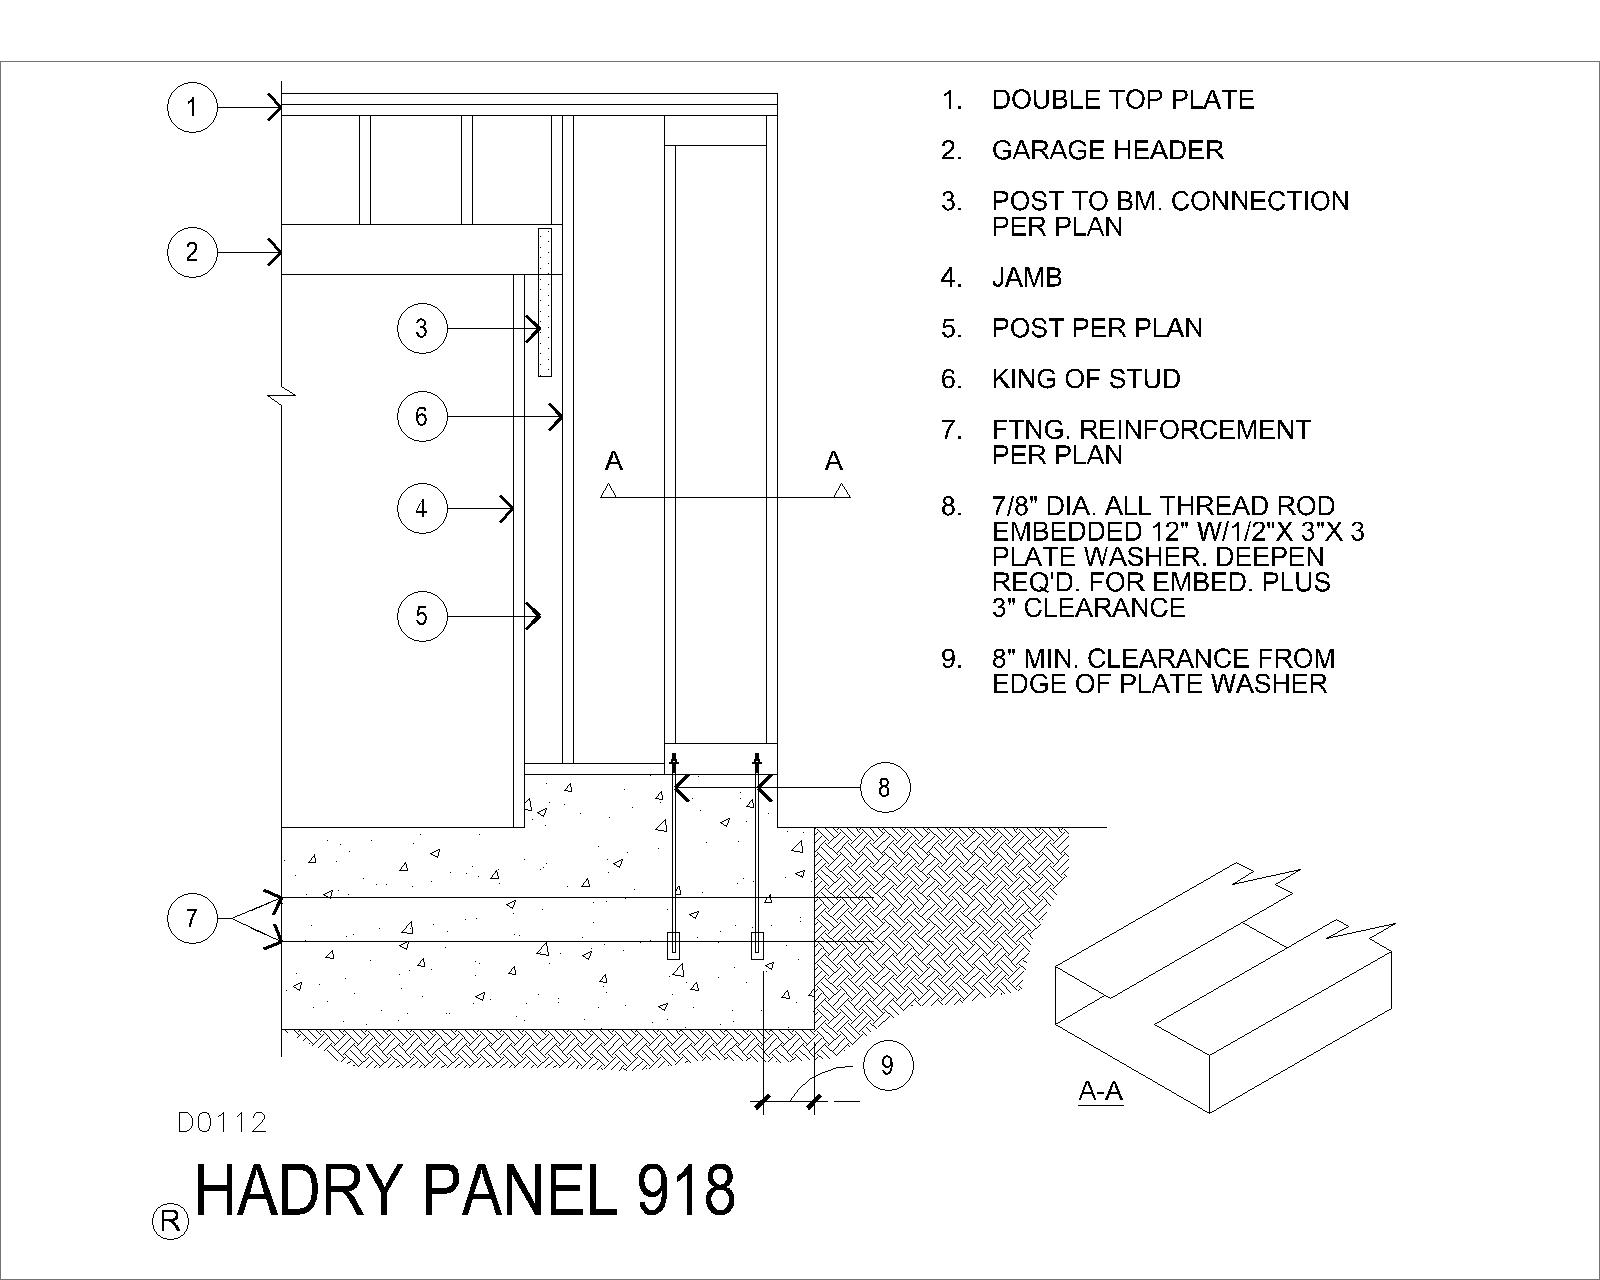 1. DOUBLE TOP PLATE
2. GARAGE HEADER
3. POST TO BM. CONNECTION
PER PLAN
4. JAMB
5. POST PER PLAN
6. KING OF STUD
7. FTNG. REINFORCEMENT
PER PLAN
8. 7/8" DIA. ALL THREAD ROD
EMBEDDED 12" W/1/2"X 3"X 3
PLATE WASHER. DEEPEN
REQ'D. FOR EMBED. PLUS
3" CLEARANCE
9. 8" MIN. CLEARANCE FROM
EDGE OF PLATE WASHER
1
2
3
6
A A
4
5
8
7
9
A-A
D0112
HADRY PANEL 918
R